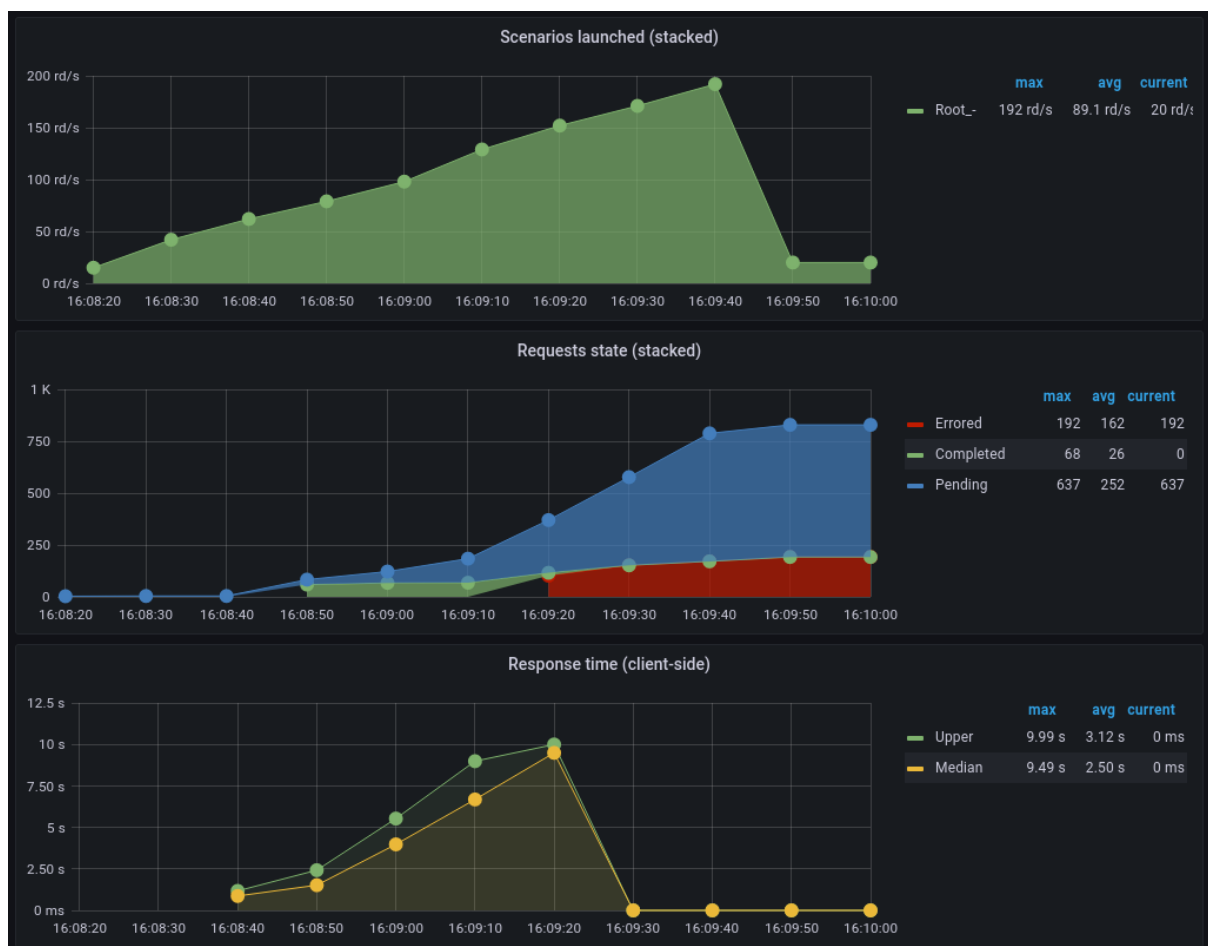 Scenarios launched (stacked)
200 rd/s
150 rd/s
100 rd/s
50 rd/s
0 rd/s
16:08:20 16:08:30 16:08:40 16:08:50 16:09:00 16:09:10 16:09:20 16:09:30 16:09:40 16:09:50 16:10:00
max avg current
Root_- 192 rd/s 89.1 rd/s 20 rd/s
Requests state (stacked)
1 K
750
500
250
0
16:08:20 16:08:30 16:08:40 16:08:50 16:09:00 16:09:10 16:09:20 16:09:30 16:09:40 16:09:50 16:10:00
max avg current
Errored 192 162 192
Completed 68 26 0
Pending 637 252 637
Response time (client-side)
12.5 s
10 s
7.50 s
5 s
2.50 s
0 ms
16:08:20 16:08:30 16:08:40 16:08:50 16:09:00 16:09:10 16:09:20 16:09:30 16:09:40 16:09:50 16:10:00
max avg current
Upper 9.99 s 3.12 s 0 ms
Median 9.49 s 2.50 s 0 ms